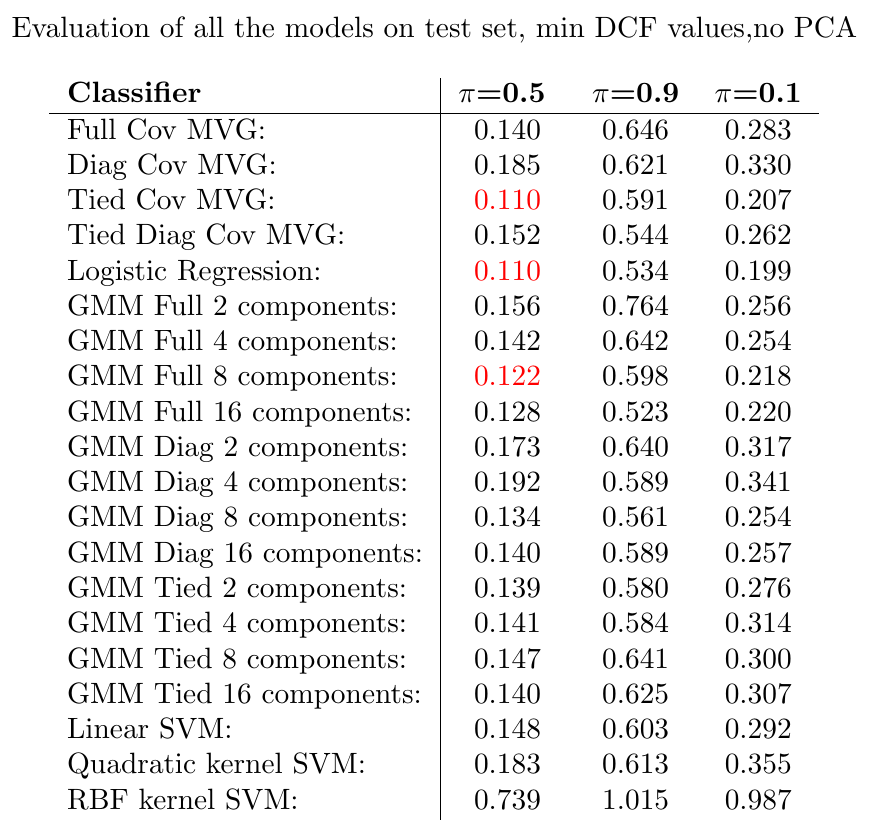 Evaluation of all the models on test set, min DCF values,no PCA
Classifier π=0.5 π=0.9 π=0.1
Full Cov MVG: 0.140 0.646 0.283
Diag Cov MVG: 0.185 0.621 0.330
Tied Cov MVG: 0.110 0.591 0.207
Tied Diag Cov MVG: 0.152 0.544 0.262
Logistic Regression: 0.110 0.534 0.199
GMM Full 2 components: 0.156 0.764 0.256
GMM Full 4 components: 0.142 0.642 0.254
GMM Full 8 components: 0.122 0.598 0.218
GMM Full 16 components: 0.128 0.523 0.220
GMM Diag 2 components: 0.173 0.640 0.317
GMM Diag 4 components: 0.192 0.589 0.341
GMM Diag 8 components: 0.134 0.561 0.254
GMM Diag 16 components: 0.140 0.589 0.257
GMM Tied 2 components: 0.139 0.580 0.276
GMM Tied 4 components: 0.141 0.584 0.314
GMM Tied 8 components: 0.147 0.641 0.300
GMM Tied 16 components: 0.140 0.625 0.307
Linear SVM: 0.148 0.603 0.292
Quadratic kernel SVM: 0.183 0.613 0.355
RBF kernel SVM: 0.739 1.015 0.987